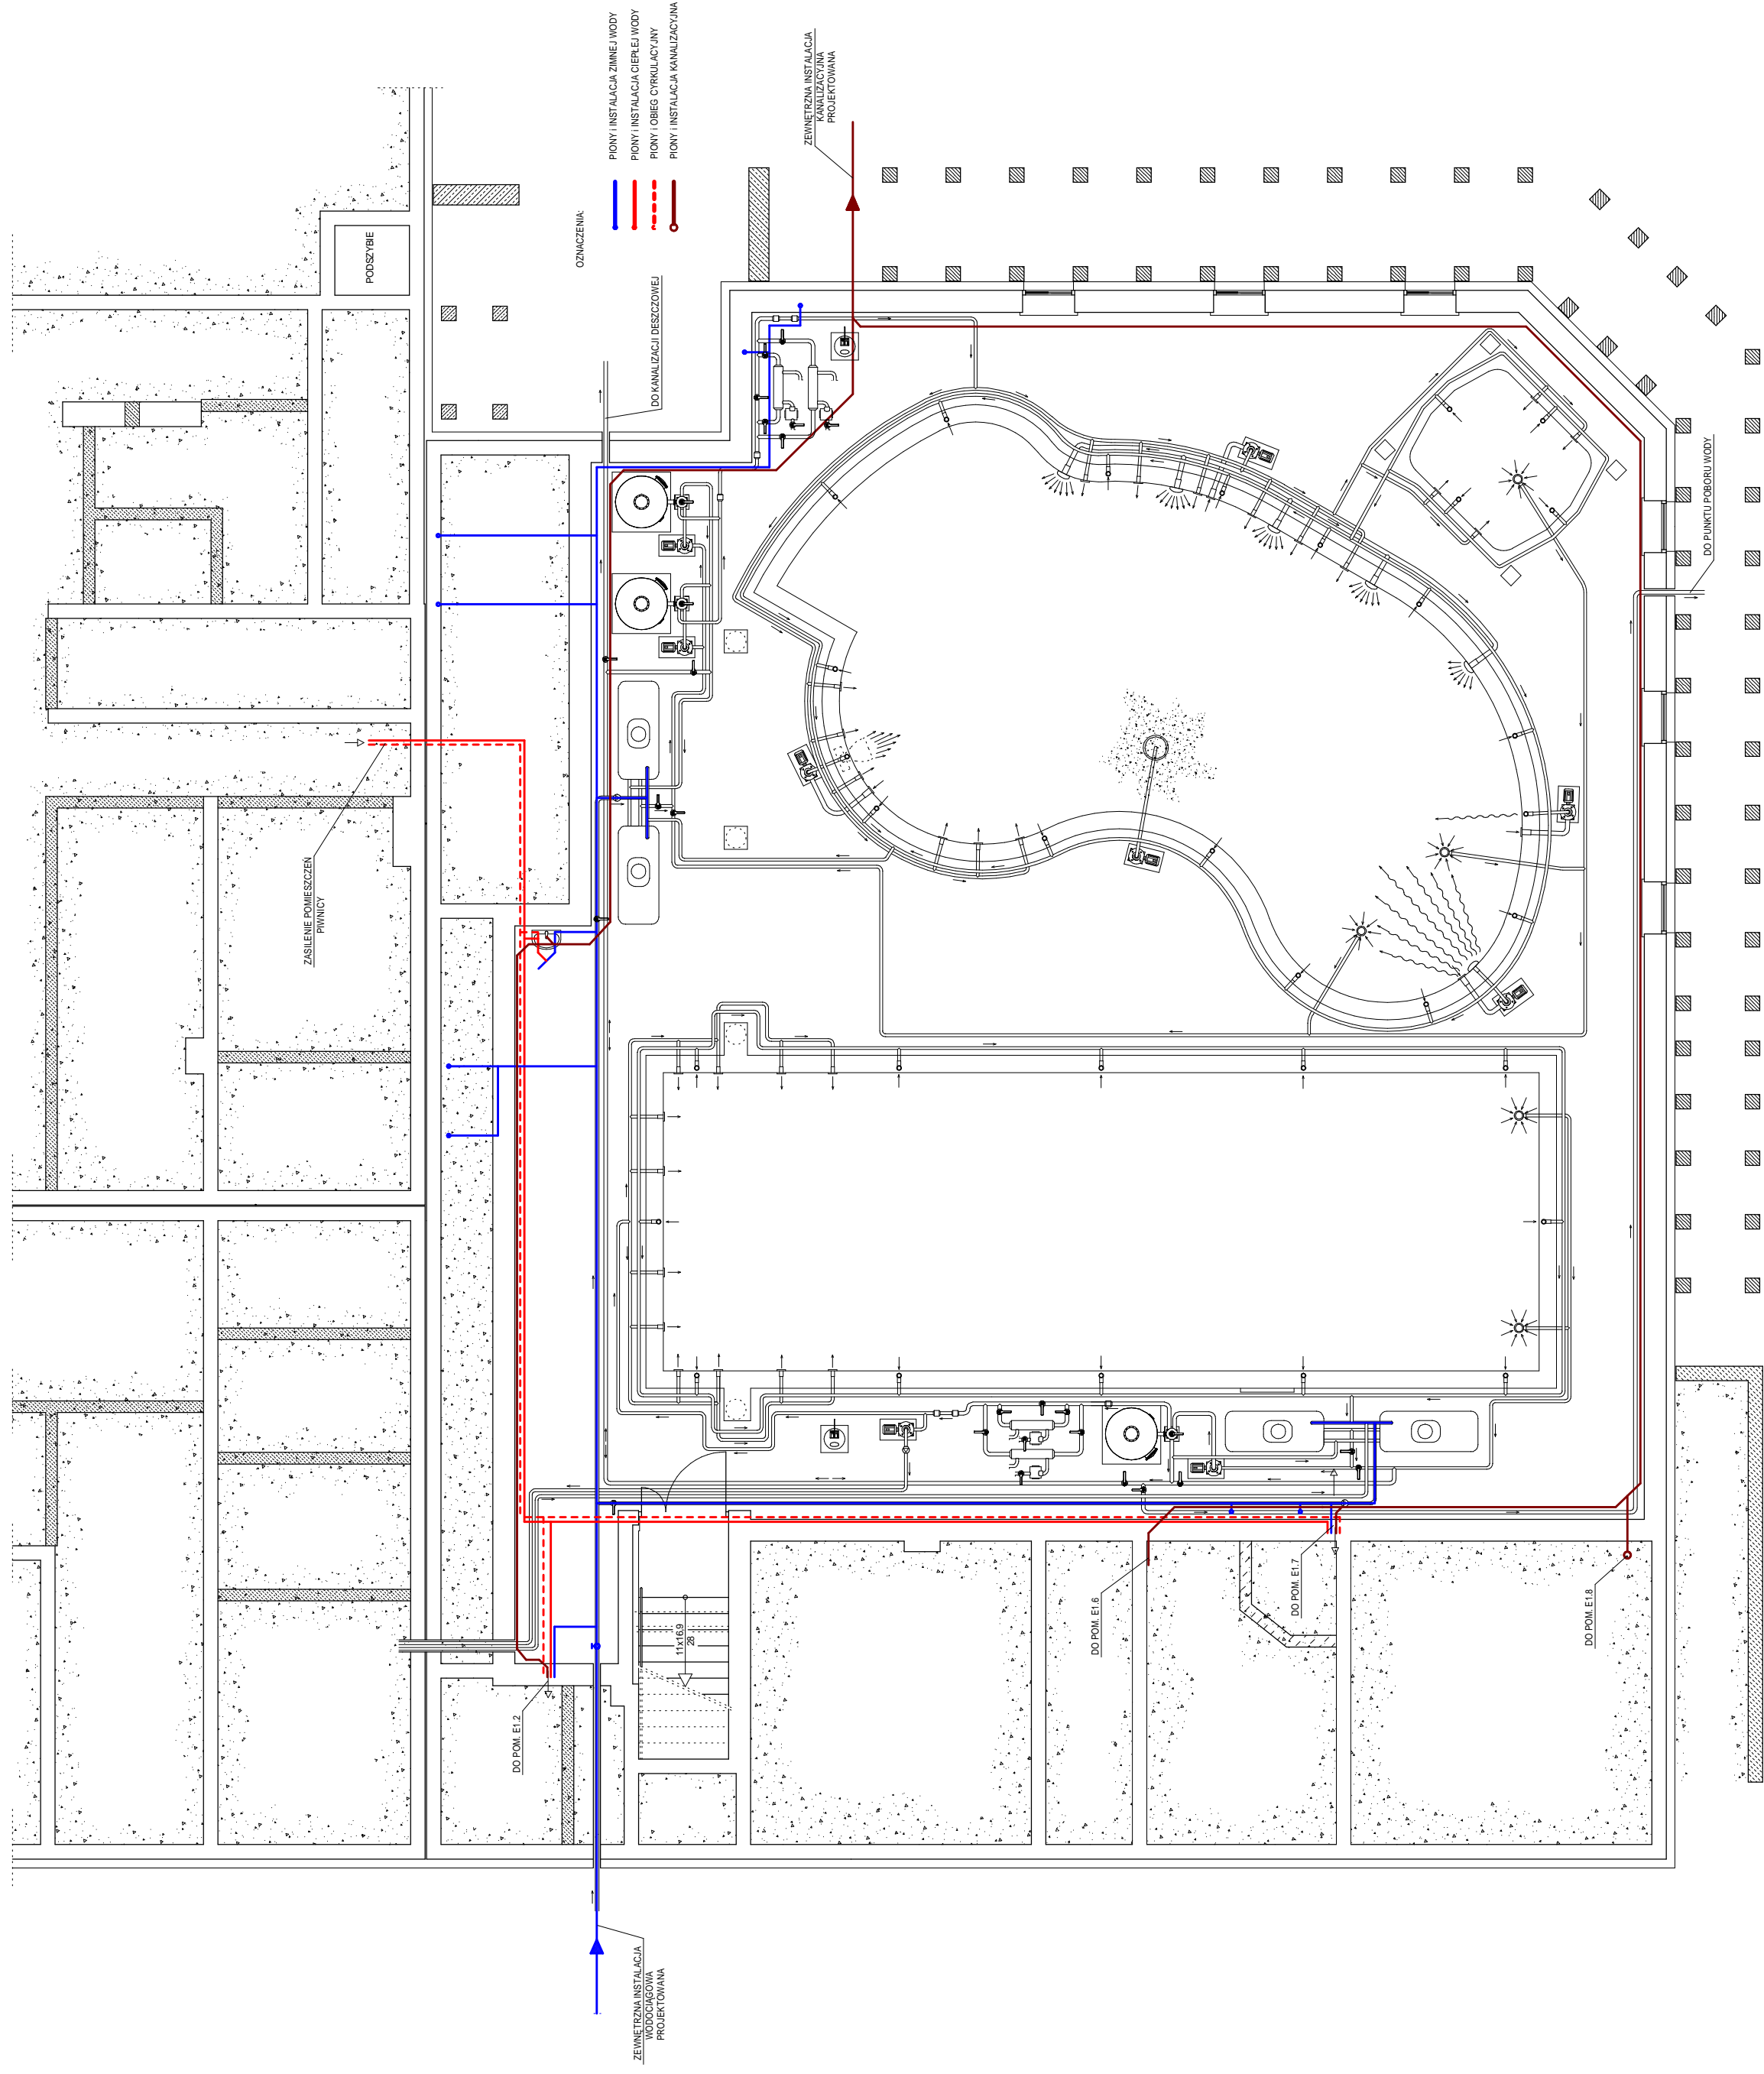 OZNACZENIA:
PIONY i INSTALACJA ZIMNEJ WODY
PIONY i INSTALACJA CIEPŁEJ WODY
PIONY i OBIEG CYRKULACYJNY
PIONY i INSTALACJA KANALIZACYJNA
ZEWNĘTRZNA INSTALACJA
KANALIZACYJNA
PROJEKTOWANA
PODSZYBIE
DO KANALIZACJI DESZCZOWEJ
DO PUNKTU POBORU WODY
ZASILENIE POMIESZCZEŃ
PIWNICY
11x16,9
28
DO POM. E1.2
DO POM. E1.6
DO POM. E1.7
DO POM. E1.8
ZEWNĘTRZNA INSTALACJA
WODOCIĄGOWA
PROJEKTOWANA